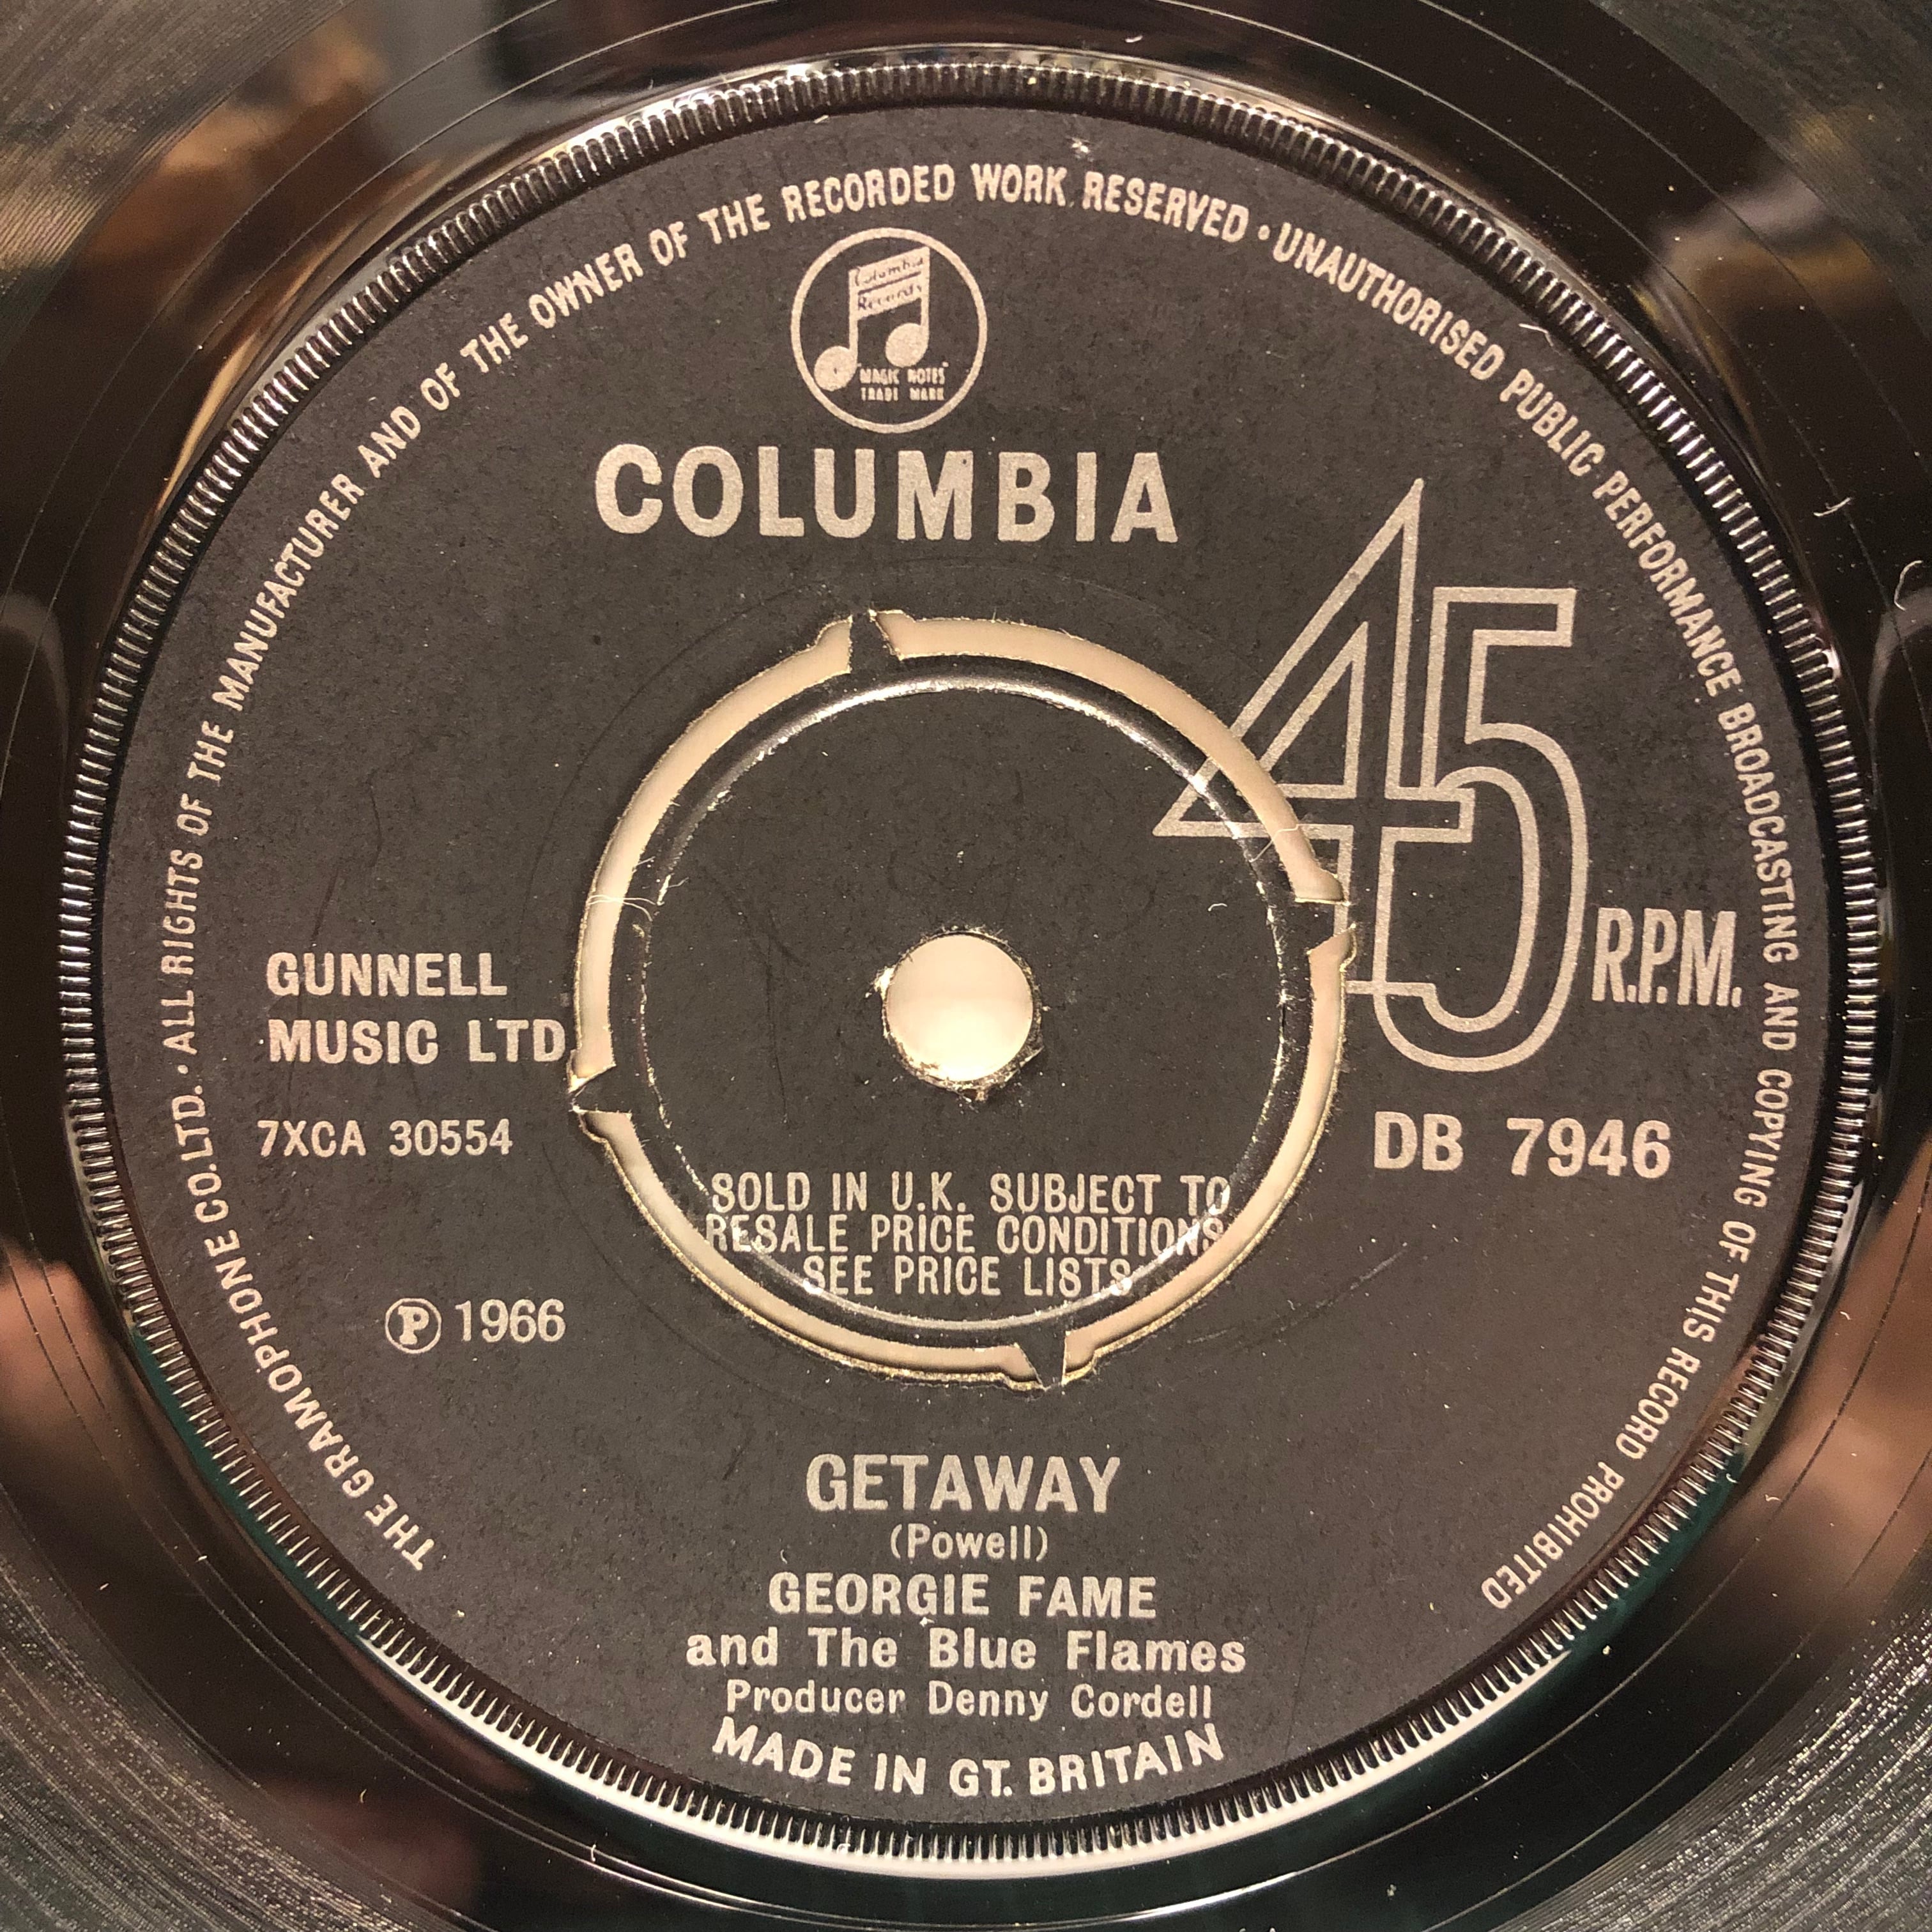 THE GRAMOPHONE CO. LTD. · ALL RIGHTS OF THE MANUFACTURER AND OF THE OWNER OF THE RECORDED WORK RESERVED · UNAUTHORISED PUBLIC PERFORMANCE BROADCASTING AND COPYING OF THIS RECORD PROHIBITED
Columbia
Records
MAGIC NOTES
TRADE MARK
COLUMBIA
45 R.P.M.
GUNNELL
MUSIC LTD
7XCA 30554
DB 7946
SOLD IN U.K. SUBJECT TO
RESALE PRICE CONDITIONS
SEE PRICE LISTS
Ⓟ 1966
GETAWAY
(Powell)
GEORGIE FAME
and The Blue Flames
Producer Denny Cordell
MADE IN GT. BRITAIN